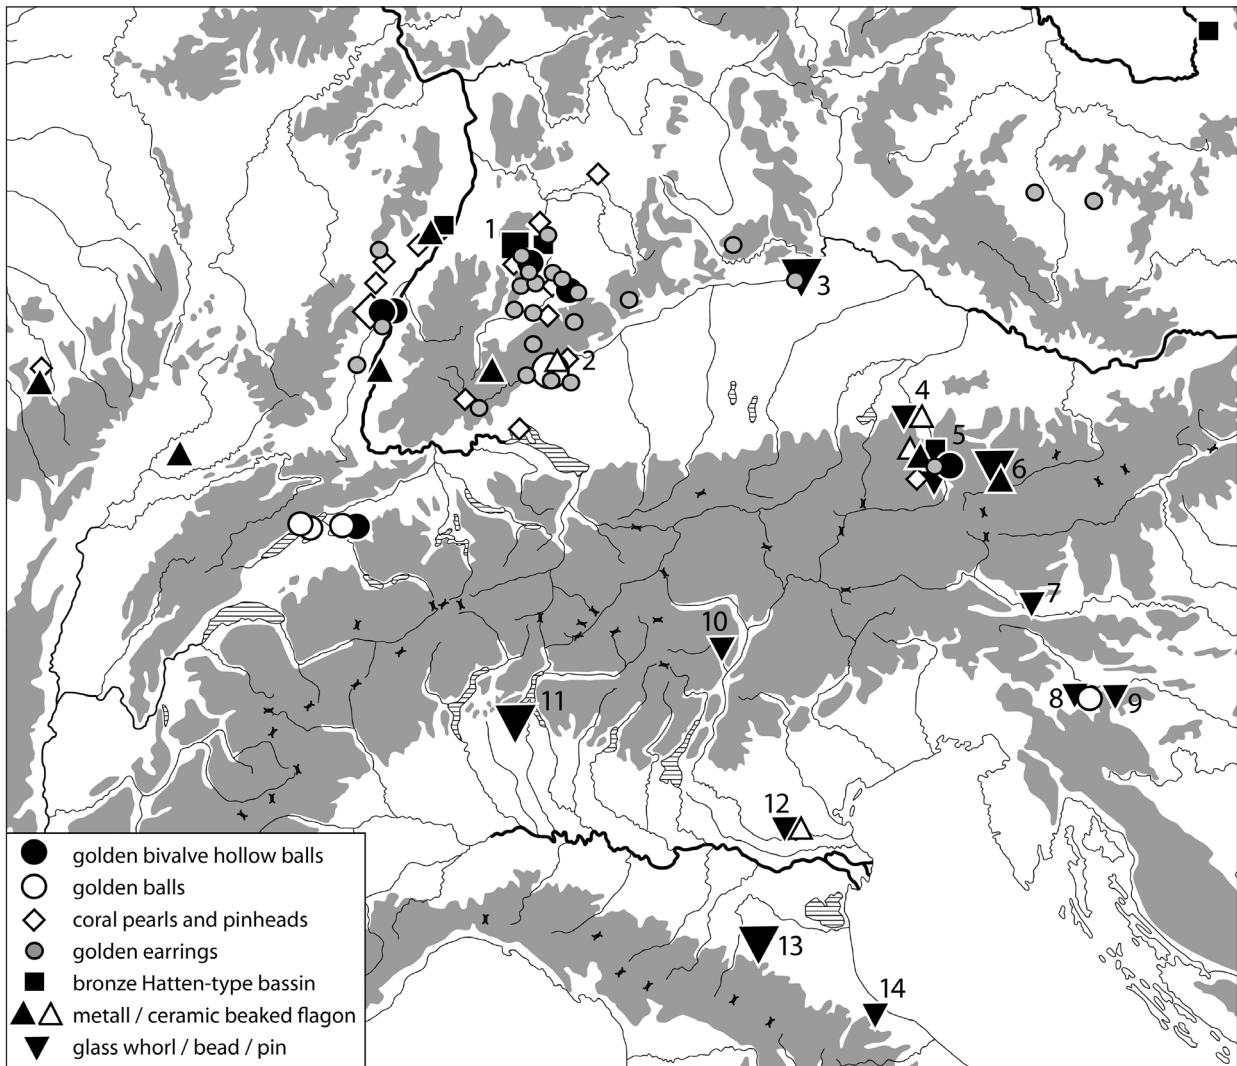 1
2
3
4
5
6
7
8
9
10
11
12
13
14
golden bivalve hollow balls
golden balls
coral pearls and pinheads
golden earrings
bronze Hatten-type bassin
metall / ceramic beaked flagon
glass whorl / bead / pin